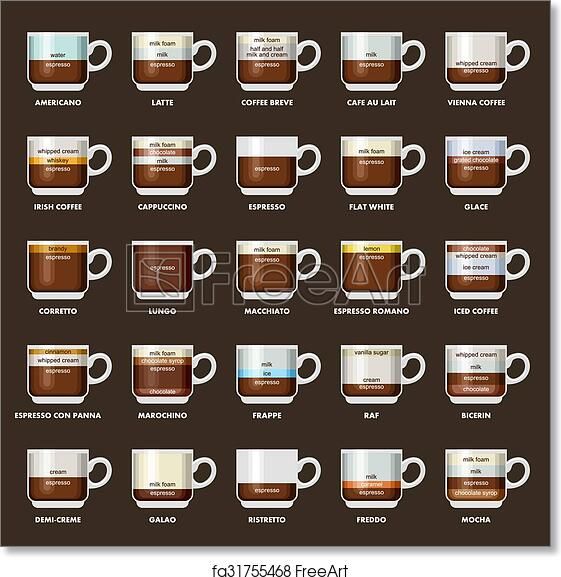 water
espresso
AMERICANO
milk foam
milk
espresso
LATTE
milk foam
half and half
milk and cream
espresso
COFFEE BREVE
milk
espresso
CAFE AU LAIT
whipped cream
espresso
VIENNA COFFEE
whipped cream
whiskey
espresso
IRISH COFFEE
milk foam
chocolate
milk
espresso
CAPPUCCINO
espresso
ESPRESSO
milk foam
espresso
FLAT WHITE
ice cream
grated chocolate
espresso
GLACE
brandy
espresso
CORRETTO
espresso
LUNGO
milk foam
espresso
MACCHIATO
lemon
espresso
ESPRESSO ROMANO
chocolate
whipped cream
ice cream
espresso
ICED COFFEE
FreeArt
cinnamon
whipped cream
espresso
ESPRESSO CON PANNA
milk foam
chocolate syrop
espresso
chocolate
MAROCHINO
milk
ice
espresso
FRAPPE
vanilla sugar
cream
espresso
RAF
whipped cream
milk
espresso
chocolate
BICERIN
cream
espresso
DEMI-CREME
milk foam
milk
espresso
GALAO
espresso
RISTRETTO
milk
caramel
espresso
FREDDO
milk foam
milk
espresso
chocolate syrop
MOCHA
fa31755468 FreeArt